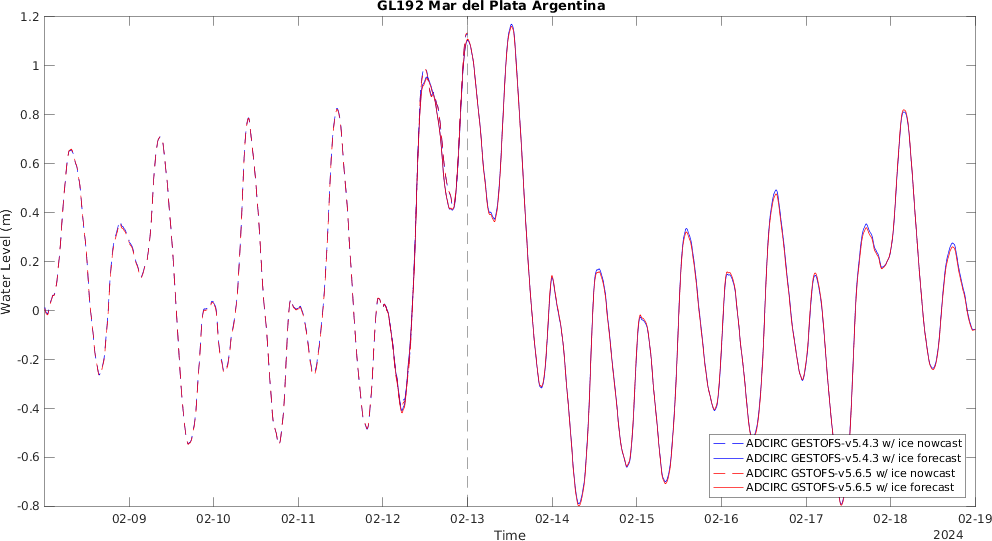 GL192 Mar del Plata Argentina
1.2
1
0.8
0.6
0.4
0.2
0
-0.2
-0.4
-0.6
-0.8
Water Level (m)
ADCIRC GESTOFS-v5.4.3 w/ ice nowcast
ADCIRC GESTOFS-v5.4.3 w/ ice forecast
ADCIRC GSTOFS-v5.6.5 w/ ice nowcast
ADCIRC GSTOFS-v5.6.5 w/ ice forecast
02-09 02-10 02-11 02-12 02-13 02-14 02-15 02-16 02-17 02-18 02-19
Time
2024